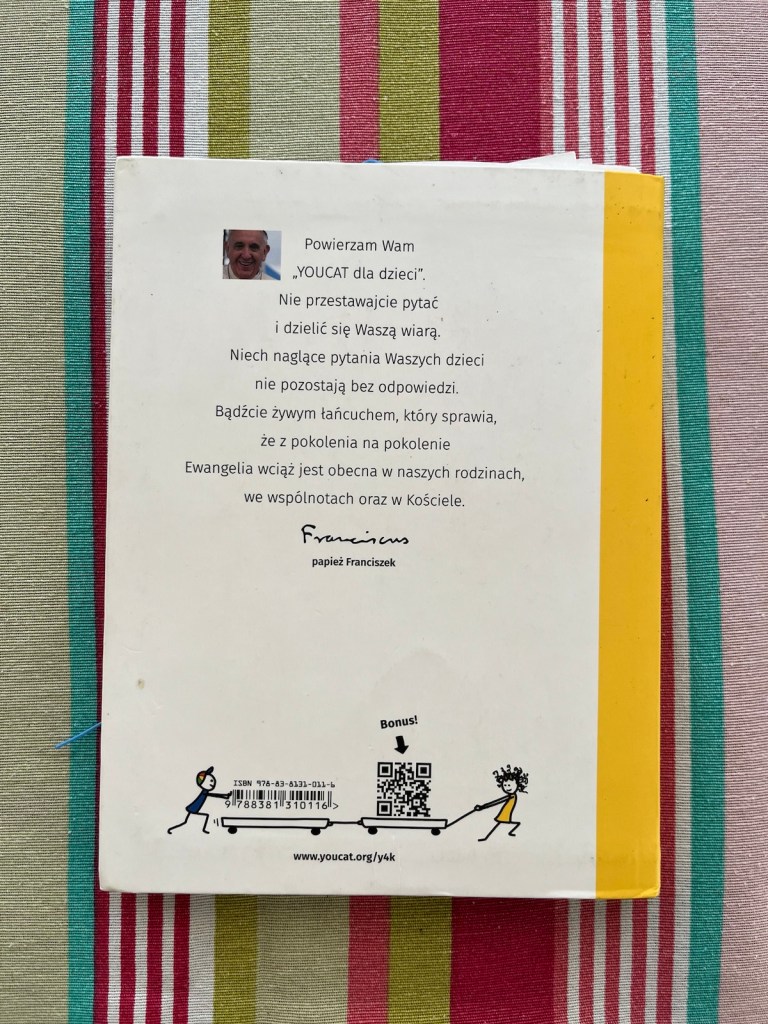 Powierzam Wam
„YOUCAT dla dzieci”.
Nie przestawajcie pytać
i dzielić się Waszą wiarą.
Niech naglące pytania Waszych dzieci
nie pozostają bez odpowiedzi.
Bądźcie żywym łańcuchem, który sprawia,
że z pokolenia na pokolenie
Ewangelia wciąż jest obecna w naszych rodzinach,
we wspólnotach oraz w Kościele.
Franciscus
papież Franciszek
Bonus!
ISBN 978-83-8131-011-6
9 788381 310116 >
www.youcat.org/y4k